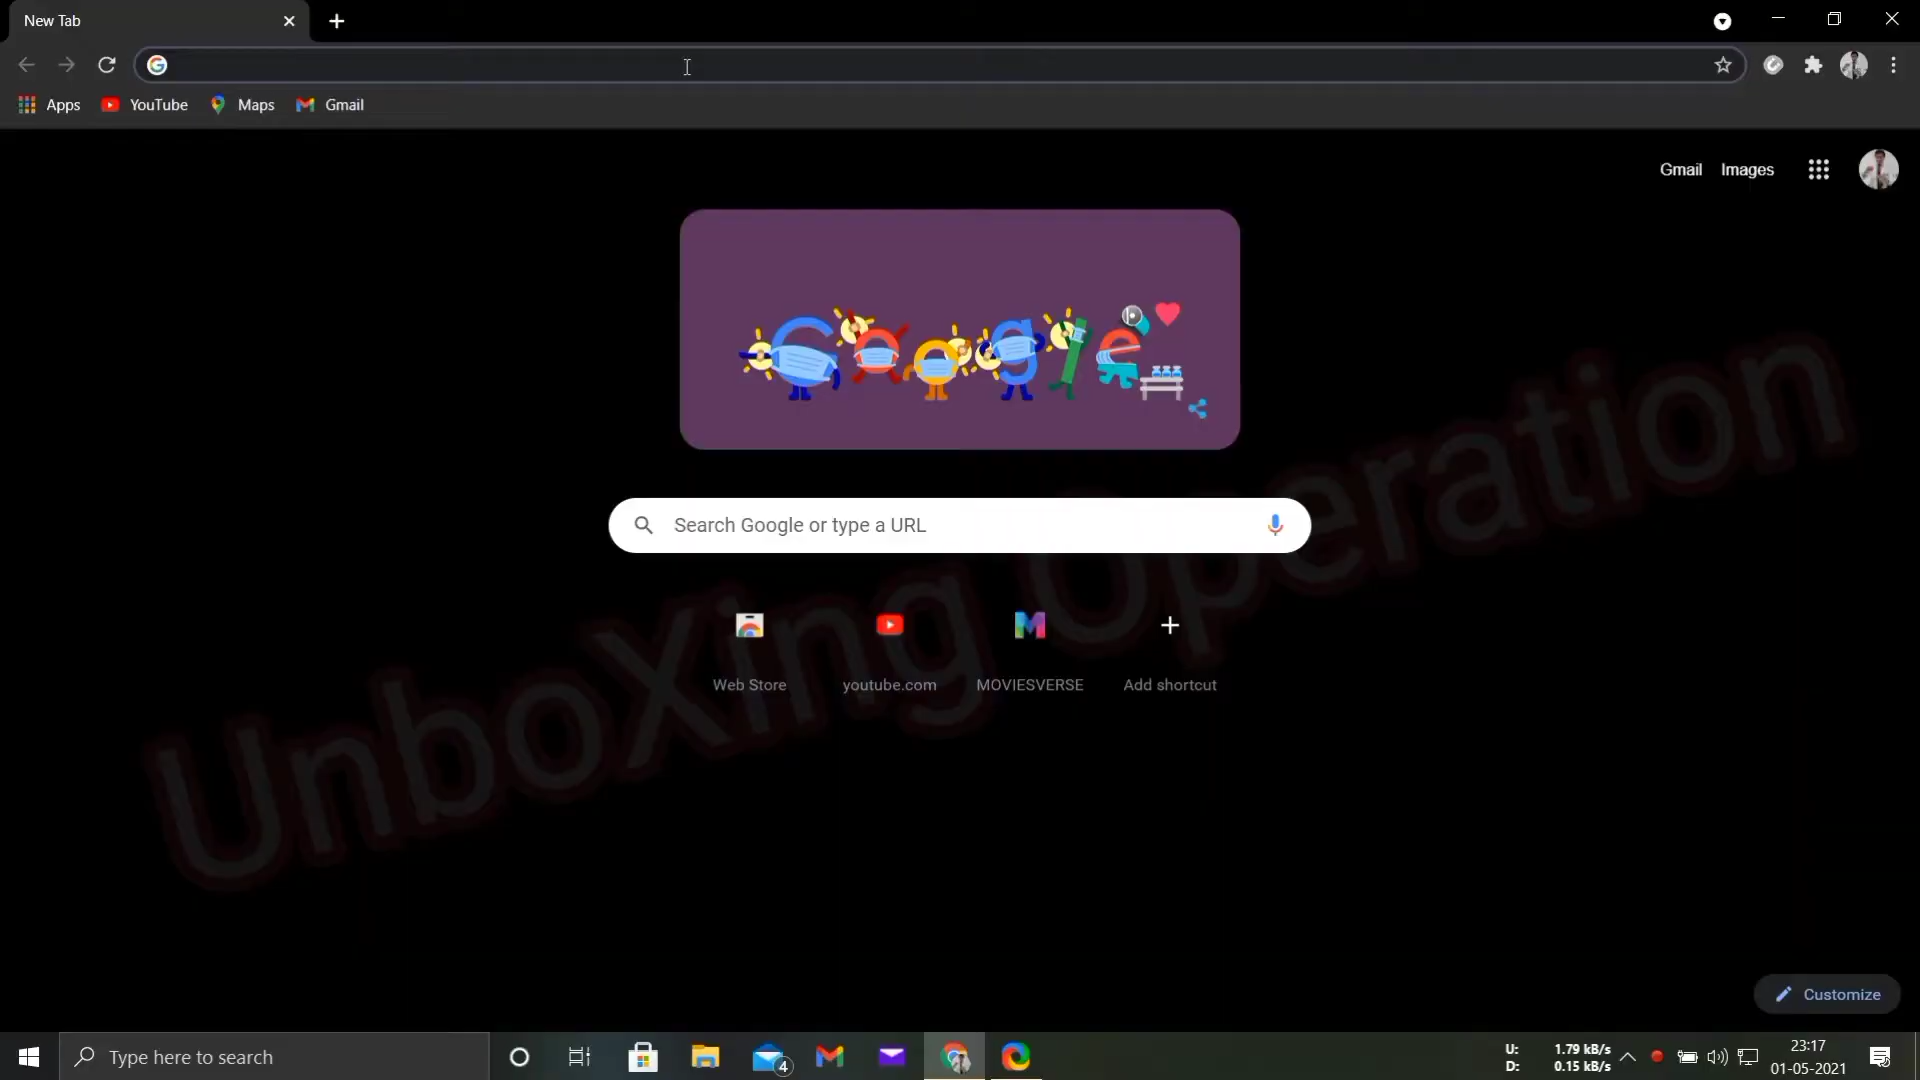 New Tab
Apps
YouTube
Maps
Gmail
Gmail
Images
Google
Search Google or type a URL
UnboXing Operation
Web Store
youtube.com
MOVIESVERSE
Add shortcut
Customize
Type here to search
4
U: 1.79 kB/s
D: 0.15 kB/s
23:17
01-05-2021